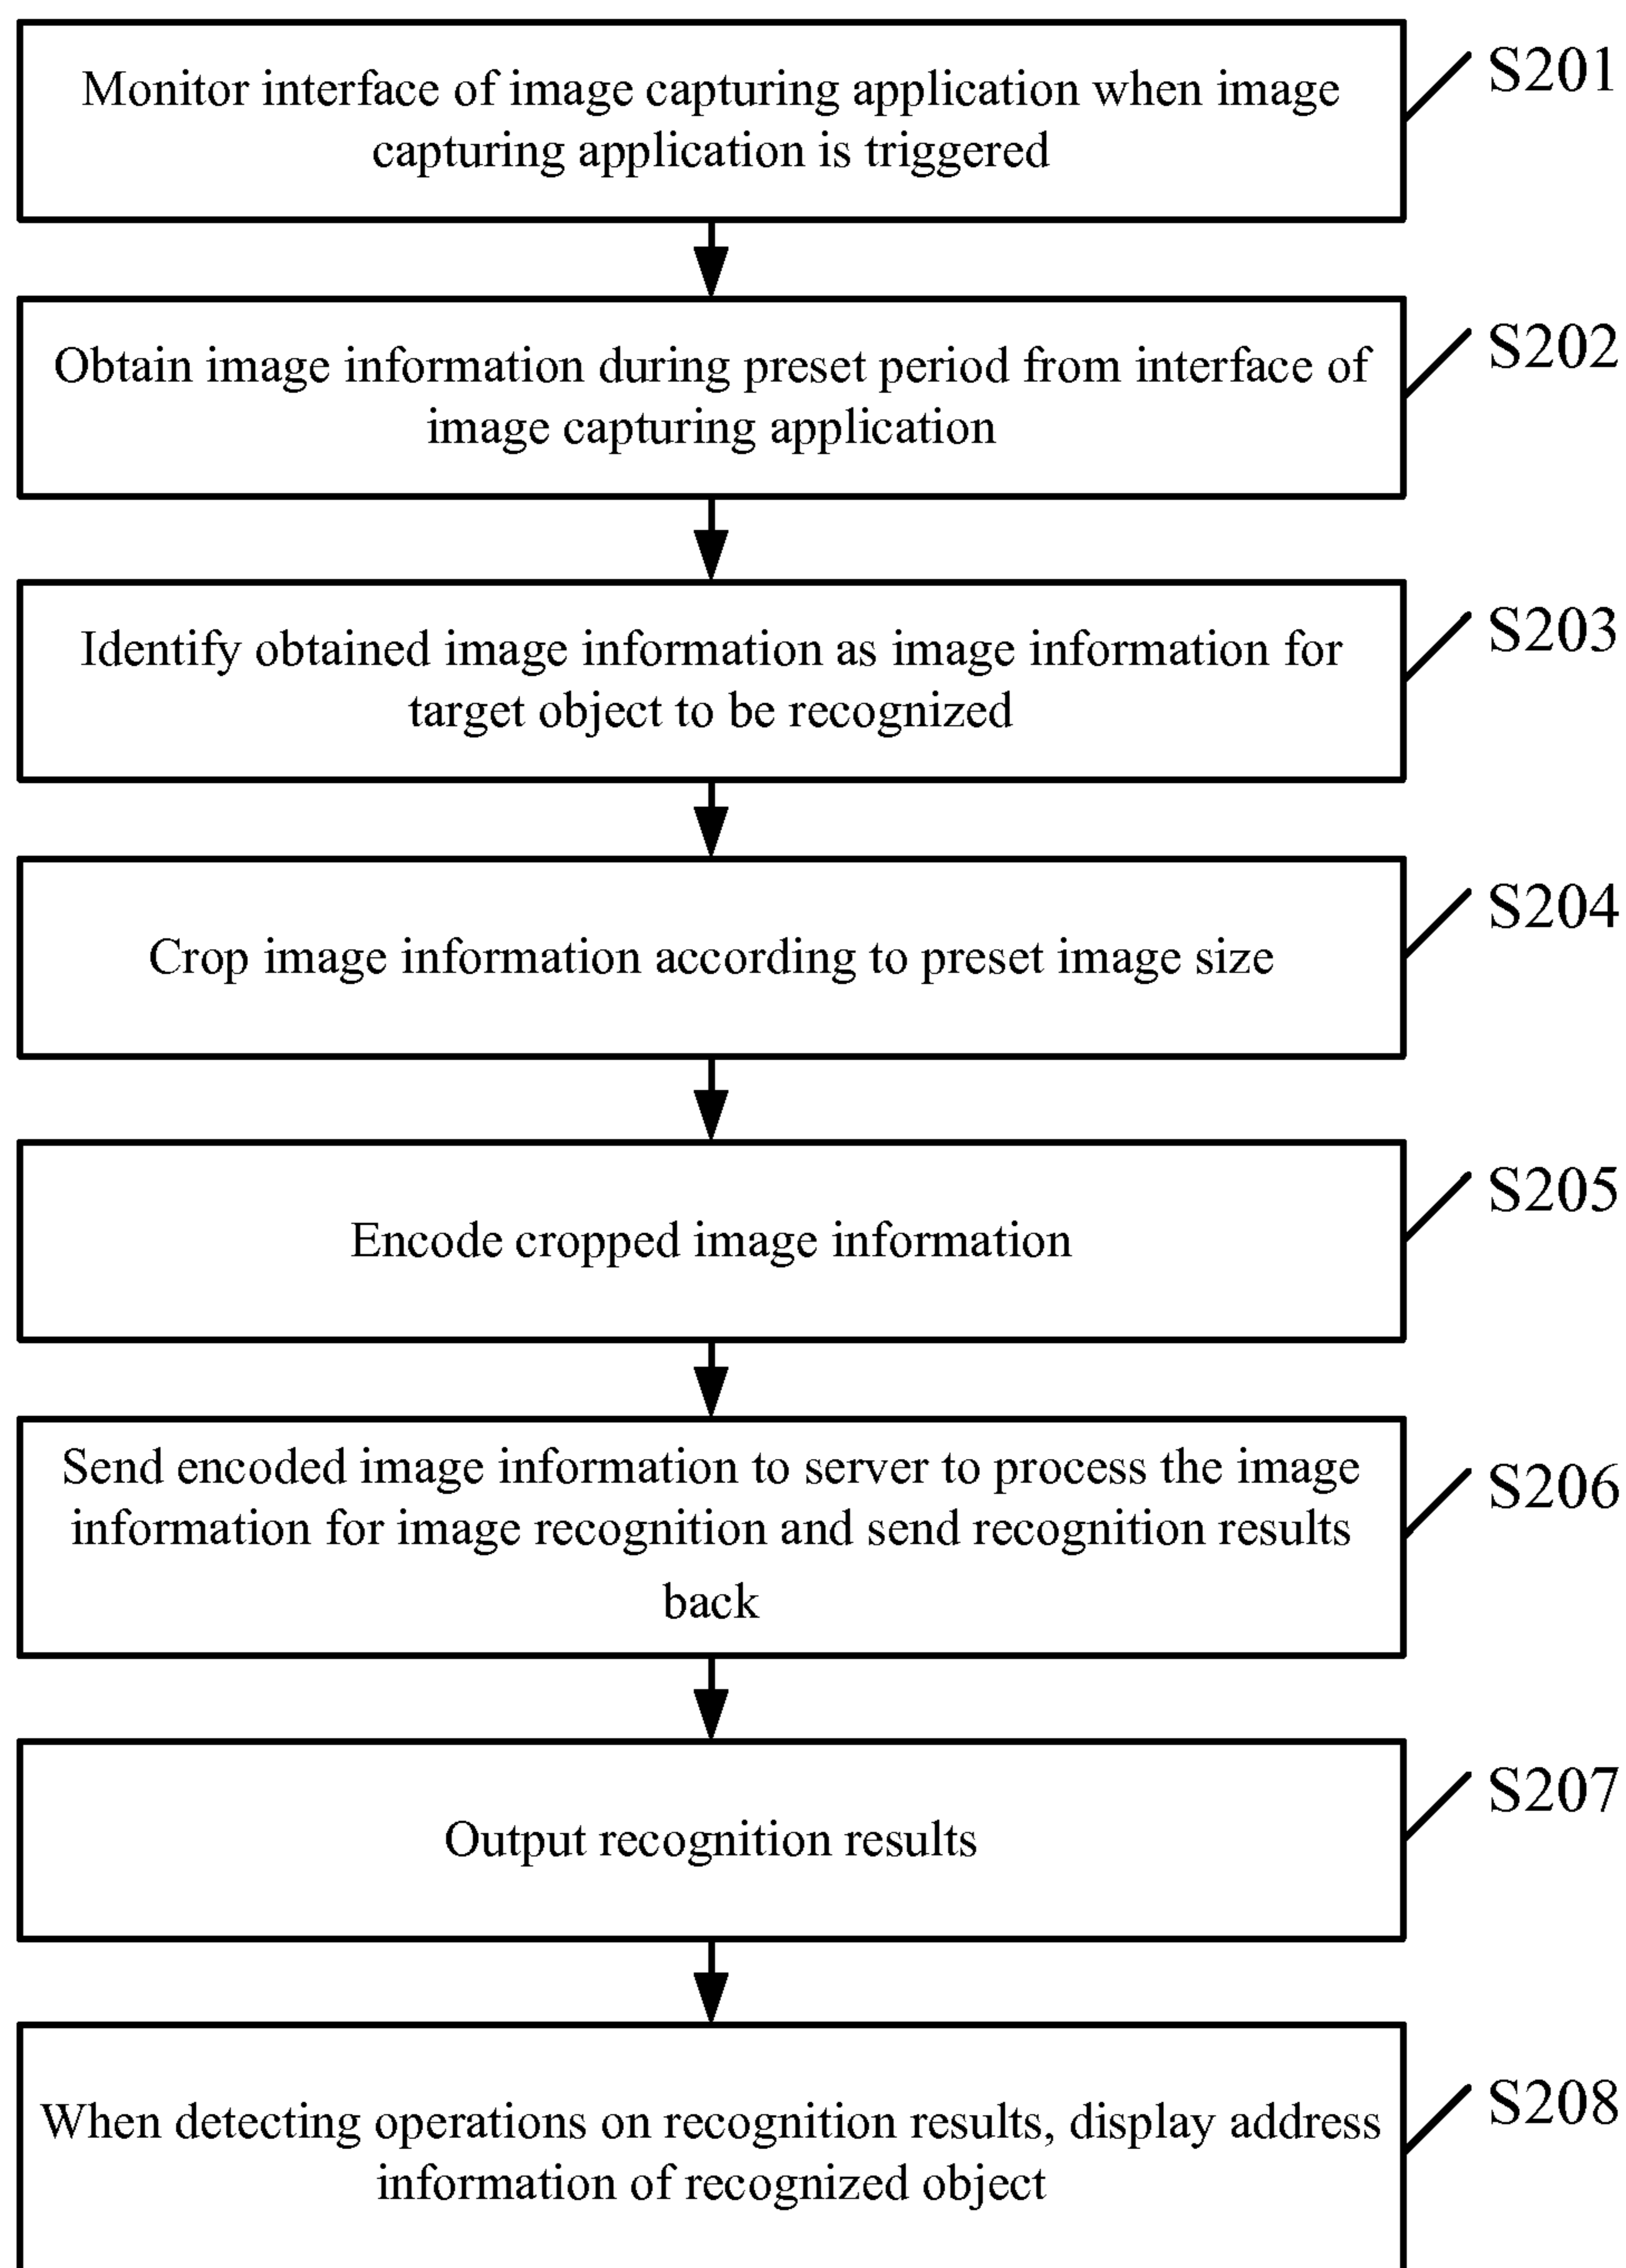 Monitor interface of image capturing application when image
capturing application is triggered
S201
Obtain image information during preset period from interface of
image capturing application
S202
Identify obtained image information as image information for
target object to be recognized
S203
Crop image information according to preset image size
S204
Encode cropped image information
S205
Send encoded image information to server to process the image
information for image recognition and send recognition results
back
S206
Output recognition results
S207
When detecting operations on recognition results, display address
information of recognized object
S208